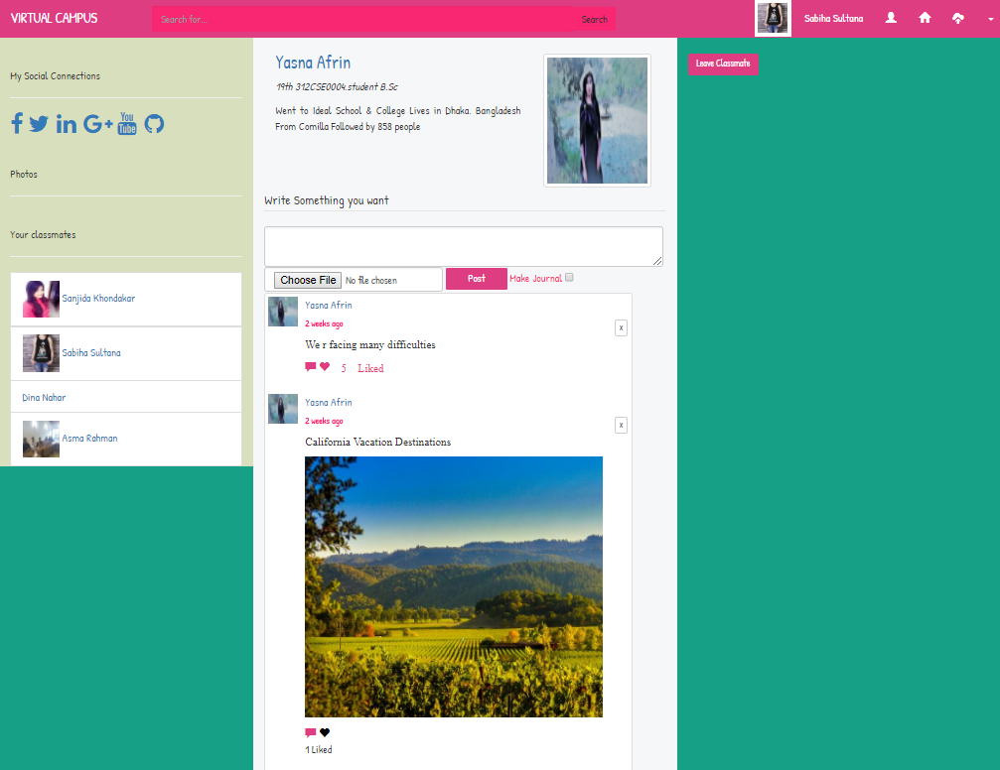 VIRTUAL CAMPUS
Search for...
Search
Sabiha Sultana
My Social Connections
You
Tube
Photos
Your classmates
Sanjida Khondakar
Sabiha Sultana
Dina Nahar
Asma Rahman
Yasna Afrin
19th 312CSE0004,student B.Sc
Went to Ideal School & College Lives in Dhaka, Bangladesh
From Comilla Followed by 858 people
Write Something you want
Choose File No file chosen
Post
Make Journal
Yasna Afrin
2 weeks ago
x
We r facing many difficulties
5 Liked
Yasna Afrin
2 weeks ago
x
California Vacation Destinations
1 Liked
Leave Classmate